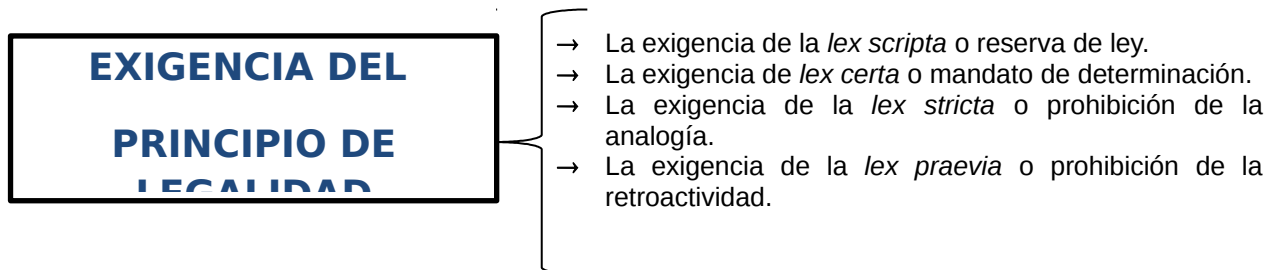 EXIGENCIA DEL
PRINCIPIO DE
LEGALIDAD
→ La exigencia de la lex scripta o reserva de ley.
→ La exigencia de lex certa o mandato de determinación.
→ La exigencia de la lex stricta o prohibición de la
analogía.
→ La exigencia de la lex praevia o prohibición de la
retroactividad.